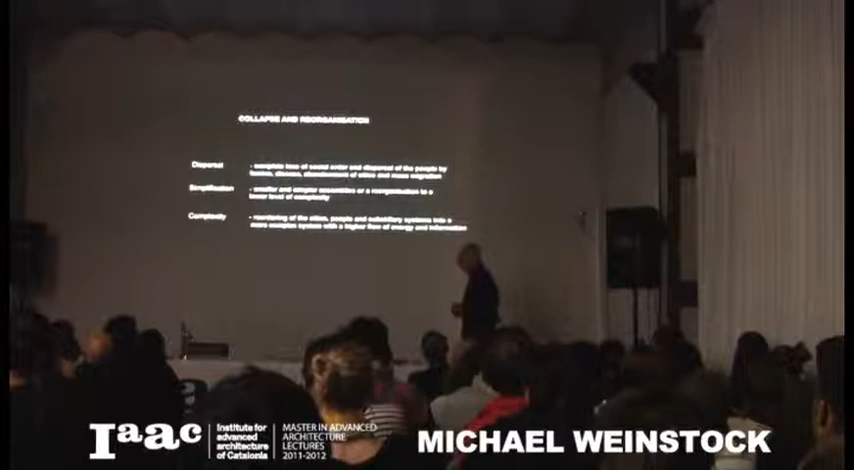 COLLAPSE AND REORGANISATION
Dispersal - complete loss of social order and dispersal of the people by
famine, disease, abandonment of cities and mass migration
Simplification - smaller and simpler assemblies or a reorganisation to a
lower level of complexity
Complexity - reordering of the cities, people and subsidiary systems into a
more complex system with a higher flow of energy and information
Iaac
Institute for
advanced
architecture
of Catalonia
MASTER IN ADVANCED
ARCHITECTURE
LECTURES
2011-2012
MICHAEL WEINSTOCK